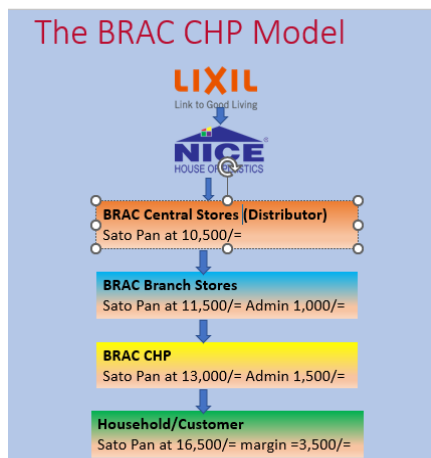 The BRAC CHP Model
LIXIL
Link to Good Living
NICE
HOUSE OF PLASTICS
BRAC Central Stores (Distributor)
Sato Pan at 10,500/=
BRAC Branch Stores
Sato Pan at 11,500/= Admin 1,000/=
BRAC CHP
Sato Pan at 13,000/= Admin 1,500/=
Household/Customer
Sato Pan at 16,500/= margin =3,500/=